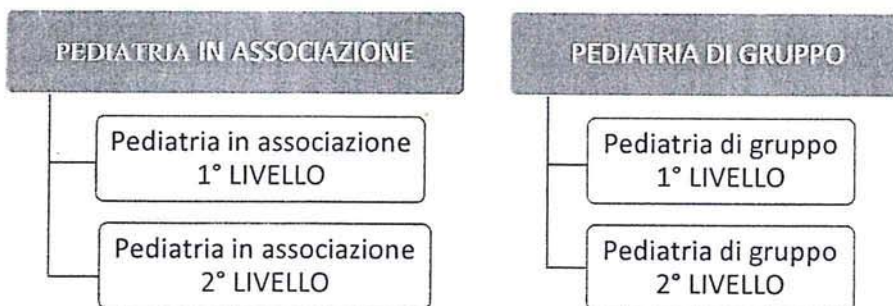 PEDIATRIA IN ASSOCIAZIONE
Pediatria in associazione
1° LIVELLO
Pediatria in associazione
2° LIVELLO
PEDIATRIA DI GRUPPO
Pediatria di gruppo
1° LIVELLO
Pediatria di gruppo
2° LIVELLO